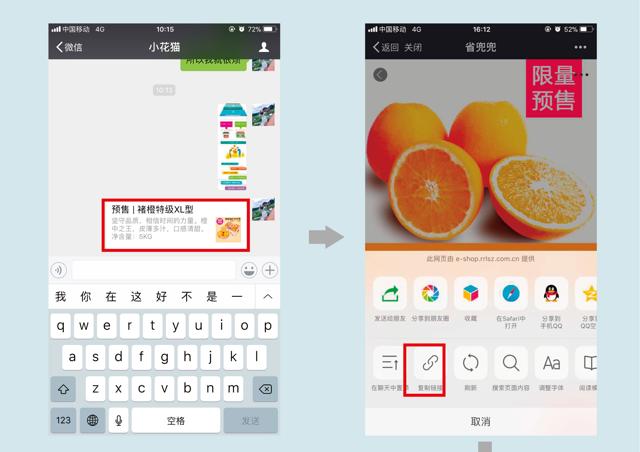 中国移动 4G 10:15 72%
微信 小花猫
所以我就很烦
10:13
预售 | 褚橙特级XL型
坚守品质,相信时间的力量,橙
中之王,皮薄多汁,口感清甜。
净含量:5KG
我 你 在 这 好 不 是 一
q w e r t y u i o p
a s d f g h j k l
z x c v b n m
123 空格 发送
中国移动 4G 16:12 52%
返回 关闭 省兜兜
限量
预售
此网页由 e-shop.rrlsz.com.cn 提供
发送给朋友 分享到朋友圈 收藏 在Safari中
打开 分享到
手机QQ 分享到
QQ空
在聊天中置顶 复制链接 刷新 搜索页面内容 调整字体 阅读模
取消